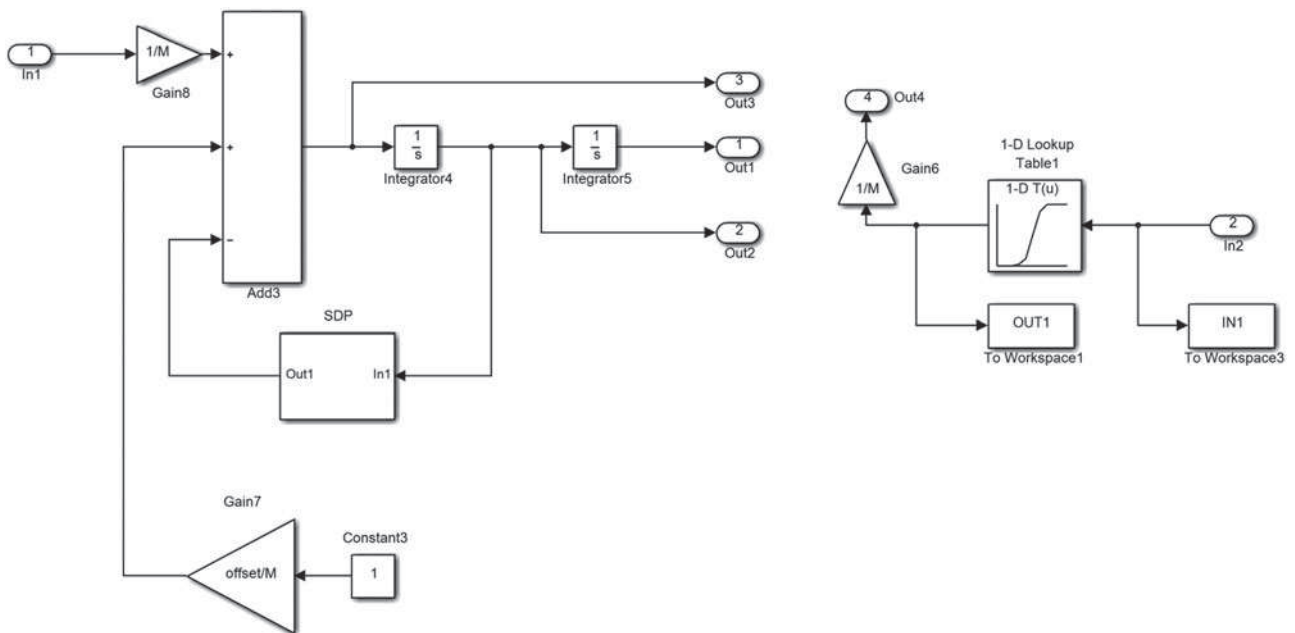 1
In1
1/M
Gain8
+
+
−
Add3
1
s
Integrator4
1
s
Integrator5
3
Out3
1
Out1
2
Out2
SDP
Out1
In1
Gain7
offset/M
Constant3
1
4
Out4
1/M
Gain6
1-D Lookup
Table1
1-D T(u)
2
In2
OUT1
To Workspace1
IN1
To Workspace3